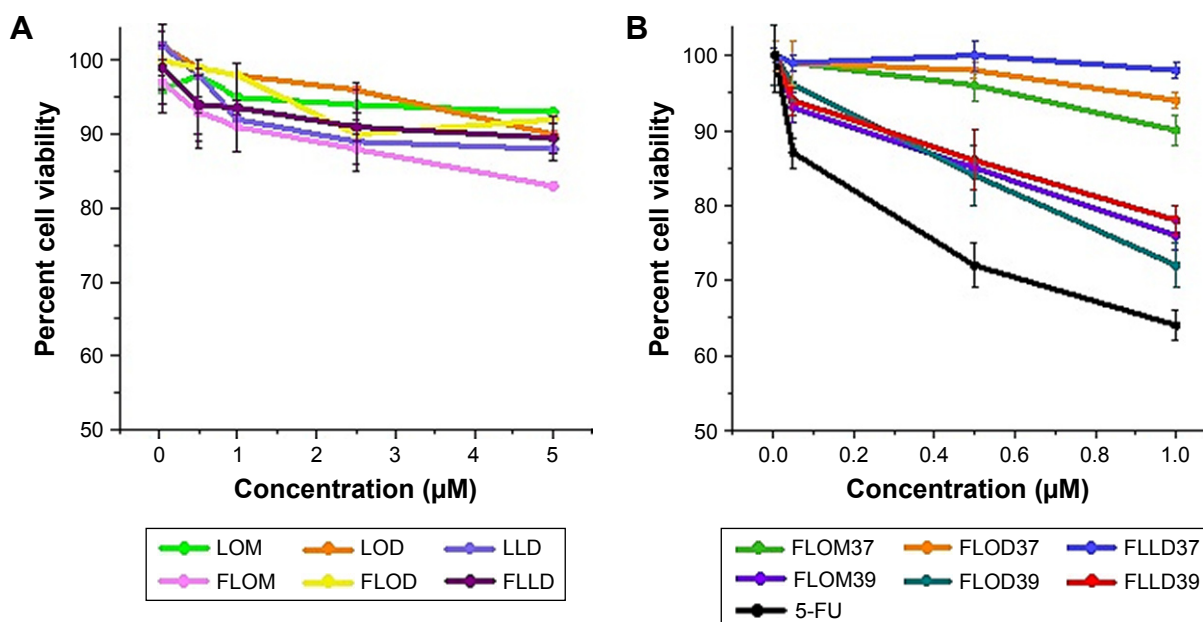 A
Percent cell viability
100
90
80
70
60
50
0
1
2
3
4
5
Concentration (µM)
LOM
LOD
LLD
FLOM
FLOD
FLLD
B
Percent cell viability
100
90
80
70
60
50
0.0
0.2
0.4
0.6
0.8
1.0
Concentration (µM)
FLOM37
FLOD37
FLLD37
FLOM39
FLOD39
FLLD39
5-FU